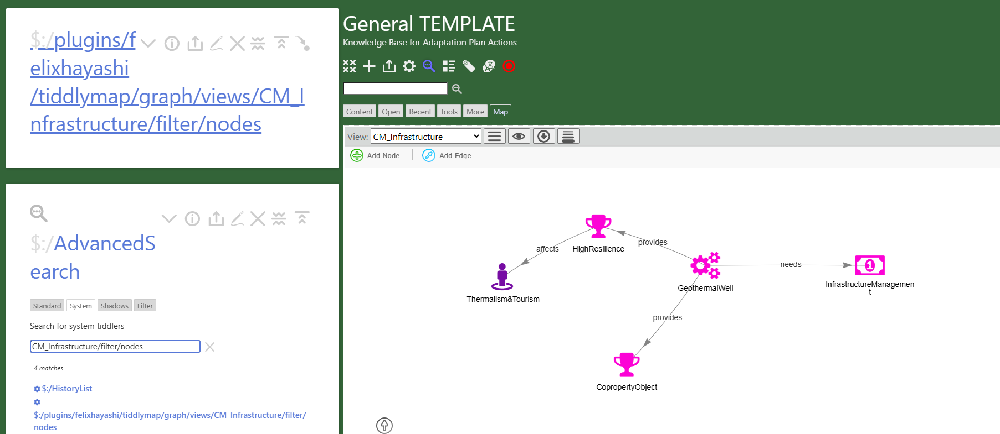 $:/plugins/f
elixhayashi
/tiddlymap/graph/views/CM_I
nfrastructure/filter/nodes
$:/AdvancedS
earch
Standard
System
Shadows
Filter
Search for system tiddlers
CM_Infrastructure/filter/nodes
4 matches
$:/HistoryList
$:/plugins/felixhayashi/tiddlymap/graph/views/CM_Infrastructure/filter/
nodes
General TEMPLATE
Knowledge Base for Adaptation Plan Actions
Content
Open
Recent
Tools
More
Map
View: CM_Infrastructure
Add Node
Add Edge
provides
affects
HighResilience
needs
InfrastructureManagemen
t
GeothermalWell
Thermalism&Tourism
provides
CopropertyObject